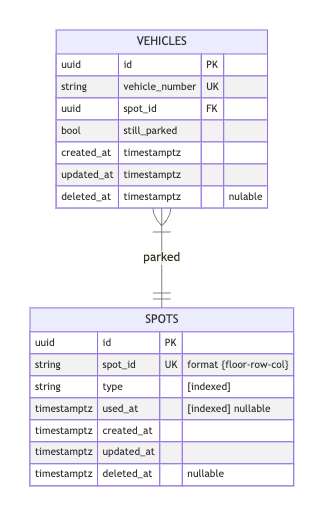 VEHICLES
uuid id PK
string vehicle_number UK
uuid spot_id FK
bool still_parked
created_at timestamptz
updated_at timestamptz
deleted_at timestamptz nulable
parked
SPOTS
uuid id PK
string spot_id UK format {floor-row-col}
string type [indexed]
timestamptz used_at [indexed] nullable
timestamptz created_at
timestamptz updated_at
timestamptz deleted_at nullable